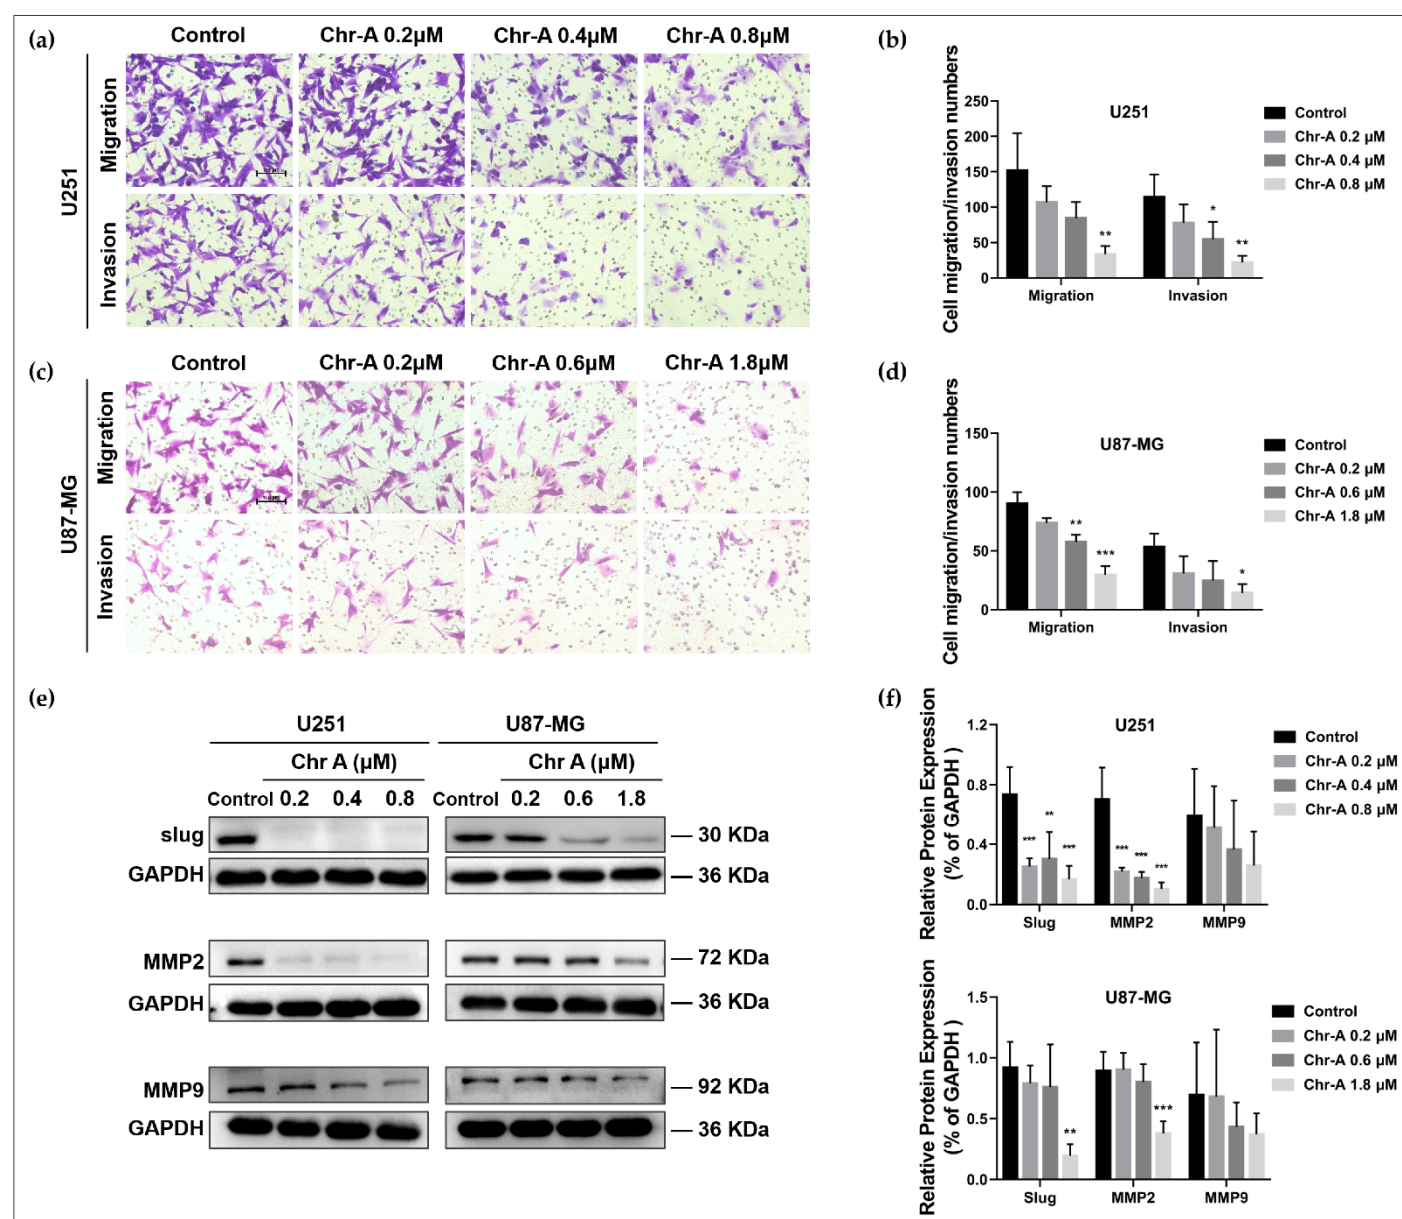 (a)
Control Chr-A 0.2μM Chr-A 0.4μM Chr-A 0.8μM
U251
Migration
Invasion
(b)
Cell migration/invasion numbers
U251
250
200
150
100
50
0
*
**
**
Migration Invasion
Control
Chr-A 0.2 μM
Chr-A 0.4 μM
Chr-A 0.8 μM
(c)
Control Chr-A 0.2μM Chr-A 0.6μM Chr-A 1.8μM
U87-MG
Migration
Invasion
(d)
Cell migration/invasion numbers
U87-MG
150
100
50
0
**
***
*
Migration Invasion
Control
Chr-A 0.2 μM
Chr-A 0.6 μM
Chr-A 1.8 μM
(e)
U251 U87-MG
Chr A (μM) Chr A (μM)
Control 0.2 0.4 0.8 Control 0.2 0.6 1.8
slug 30 KDa
GAPDH 36 KDa
MMP2 72 KDa
GAPDH 36 KDa
MMP9 92 KDa
GAPDH 36 KDa
(f)
Relative Protein Expression
(% of GAPDH )
U251
1.2
0.8
0.4
0.0
*** ** *** *** *** ***
Slug MMP2 MMP9
Control
Chr-A 0.2 μM
Chr-A 0.4 μM
Chr-A 0.8 μM
Relative Protein Expression
(% of GAPDH )
U87-MG
1.5
1.0
0.5
0.0
** ***
Slug MMP2 MMP9
Control
Chr-A 0.2 μM
Chr-A 0.6 μM
Chr-A 1.8 μM